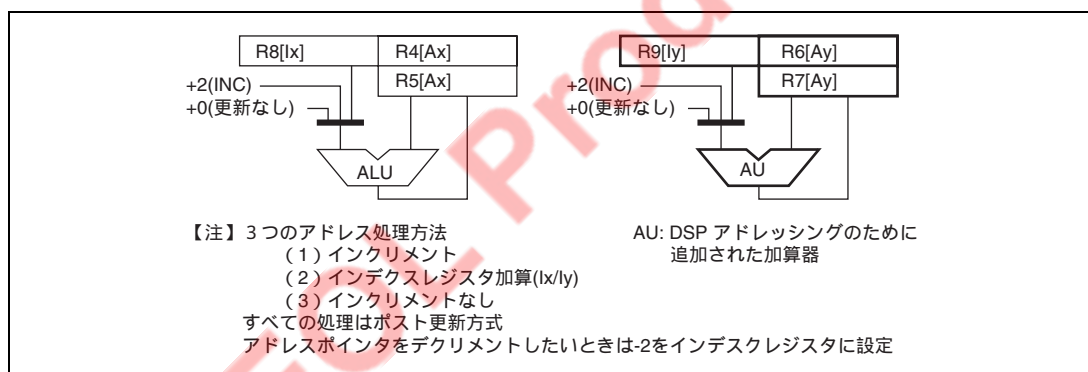 R8[Ix] R4[Ax]
R5[Ax]
+2(INC)
+0(更新なし)
ALU
R9[Iy] R6[Ay]
R7[Ay]
+2(INC)
+0(更新なし)
AU
【注】3つのアドレス処理方法
(1)インクリメント
(2)インデクスレジスタ加算(Ix/Iy)
(3)インクリメントなし
すべての処理はポスト更新方式
アドレスポインタをデクリメントしたいときは-2をインデスクレジスタに設定
AU: DSP アドレッシングのために
追加された加算器
EOL Prod